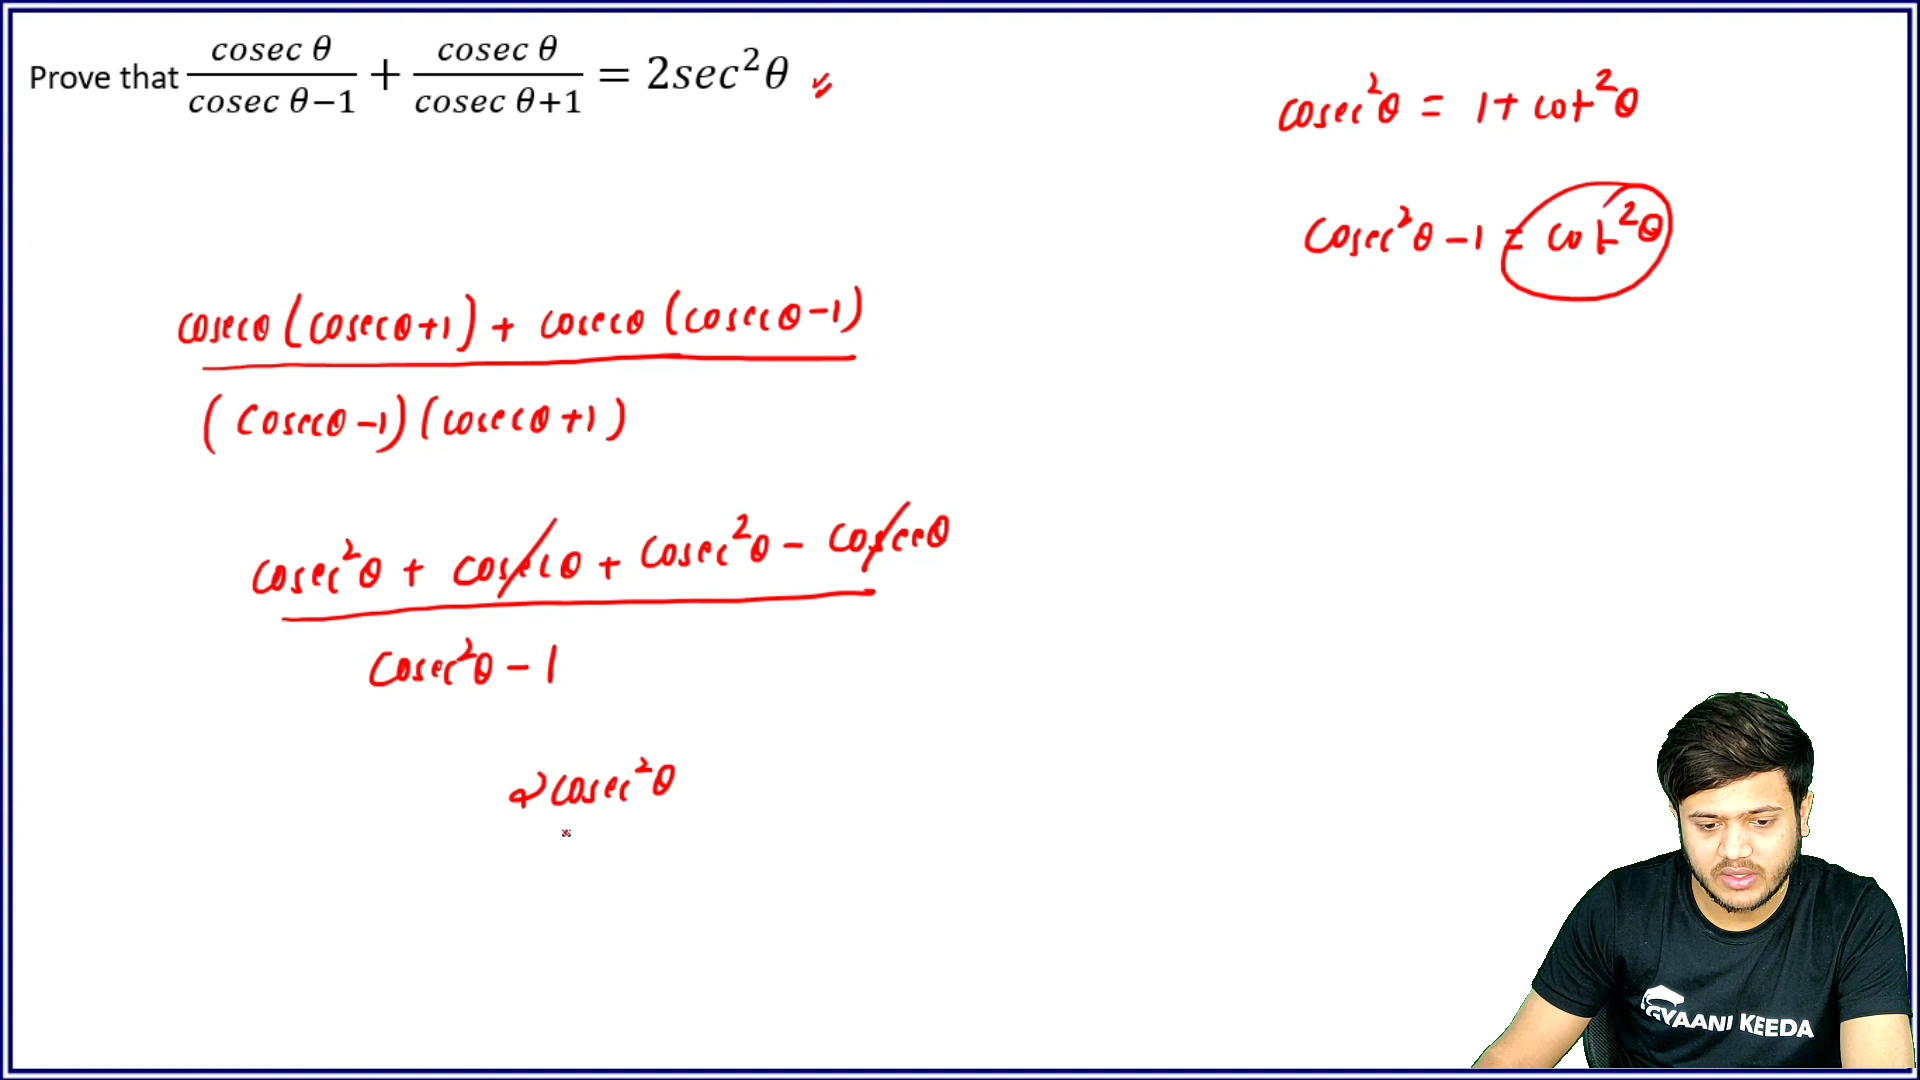 Prove that cosec θ/cosec θ−1 + cosec θ/cosec θ+1 = 2sec²θ
cosec²θ = 1+ cot²θ
cosec²θ −1 = cot²θ
cosecθ (cosecθ+1) + cosecθ (cosecθ−1)
(cosecθ −1) (cosecθ +1)
cosec²θ + cosecθ + cosec²θ − cosecθ
cosec²θ − 1
2cosec²θ
GYAANI KEEDA